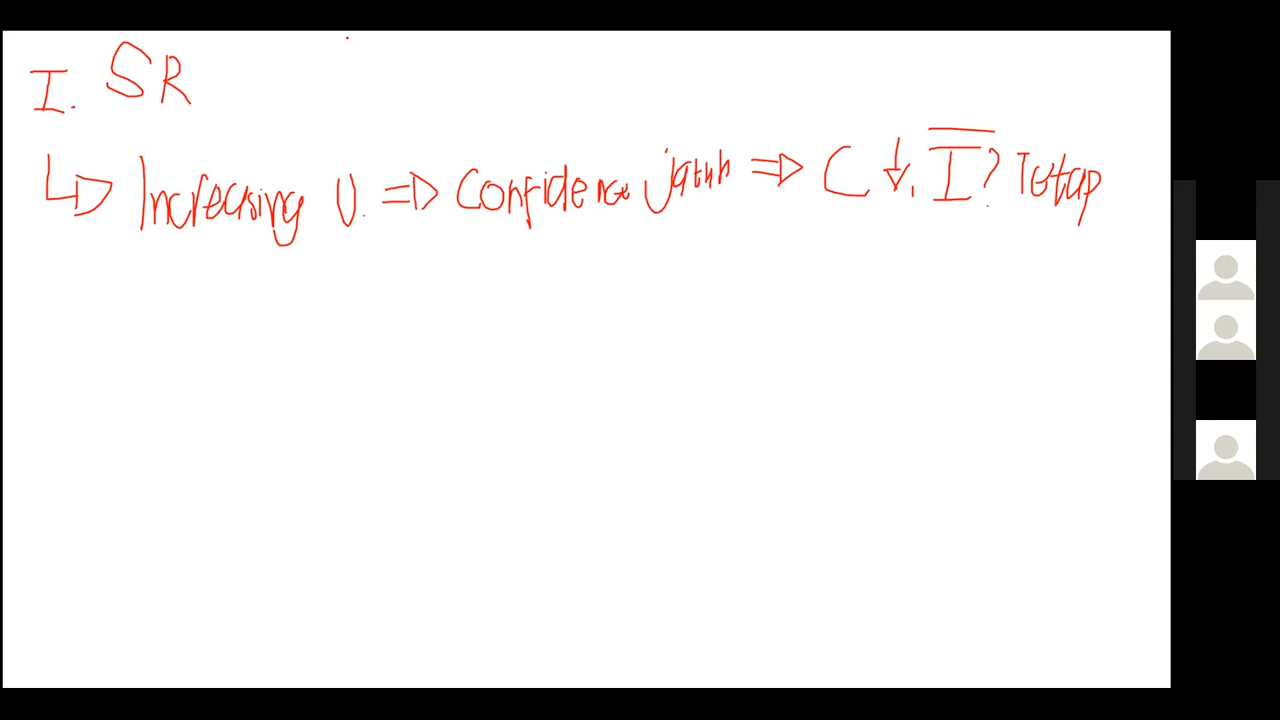 I. SR
↳ Increasing U. ⇒ Confidence jatuh ⇒ C ↓, I? Tetap